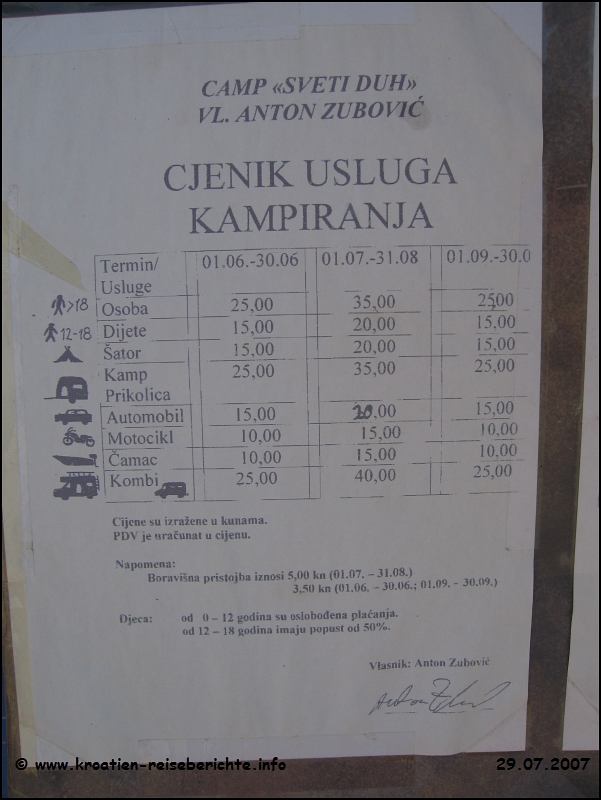 CAMP «SVETI DUH»
VL. ANTON ZUBOVIĆ
CJENIK USLUGA
KAMPIRANJA
Termin/ 01.06.-30.06 01.07.-31.08 01.09.-30.0
Usluge
>18 Osoba 25,00 35,00 25,00
12-18 Dijete 15,00 20,00 15,00
Šator 15,00 20,00 15,00
Kamp 25,00 35,00 25,00
Prikolica
Automobil 15,00 20,00 15,00
Motocikl 10,00 15,00 10,00
Čamac 10,00 15,00 10,00
Kombi 25,00 40,00 25,00
Cijene su izražene u kunama.
PDV je uračunat u cijenu.
Napomena:
Boravišna pristojba iznosi 5,00 kn (01.07. – 31.08.)
3,50 kn (01.06. – 30.06.; 01.09. – 30.09.)
Djeca: od 0 – 12 godina su oslobođena plaćanja.
od 12 – 18 godina imaju popust od 50%.
Vlasnik: Anton Zubović
© www.kroatien-reiseberichte.info 29.07.2007